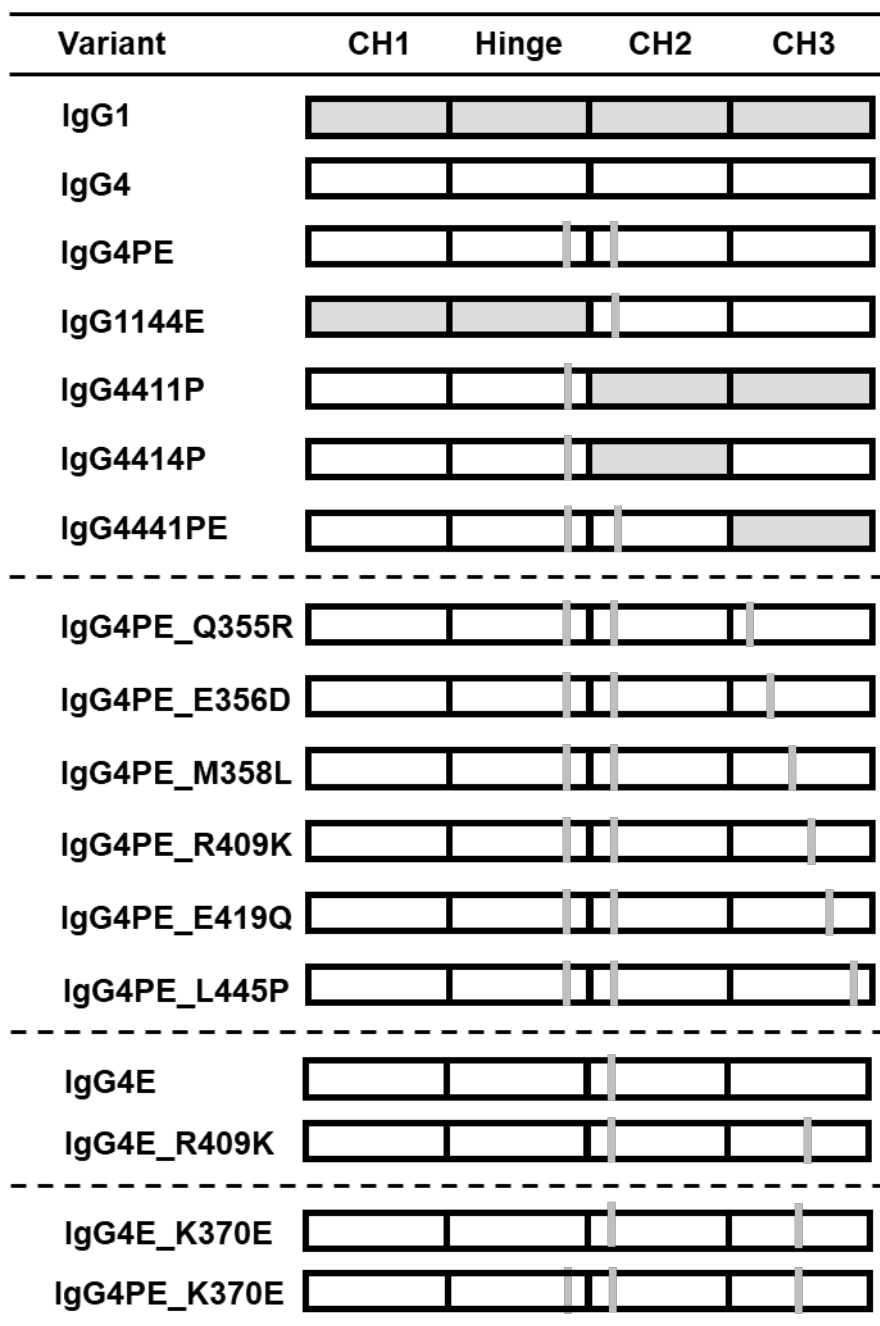 Variant CH1 Hinge CH2 CH3
IgG1
IgG4
IgG4PE
IgG1144E
IgG4411P
IgG4414P
IgG4441PE
IgG4PE_Q355R
IgG4PE_E356D
IgG4PE_M358L
IgG4PE_R409K
IgG4PE_E419Q
IgG4PE_L445P
IgG4E
IgG4E_R409K
IgG4E_K370E
IgG4PE_K370E